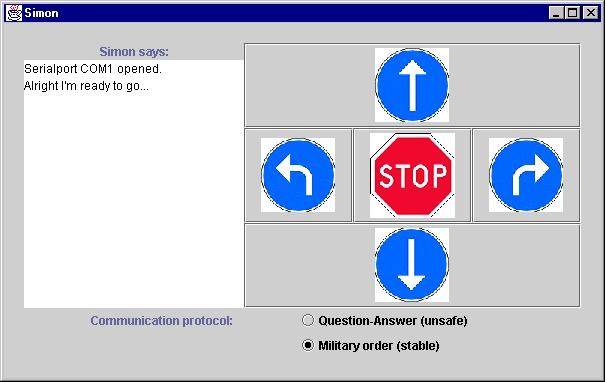 Simon
Simon says:
Serialport COM1 opened.
Alright I'm ready to go...
STOP
Communication protocol:
Question-Answer (unsafe)
Military order (stable)